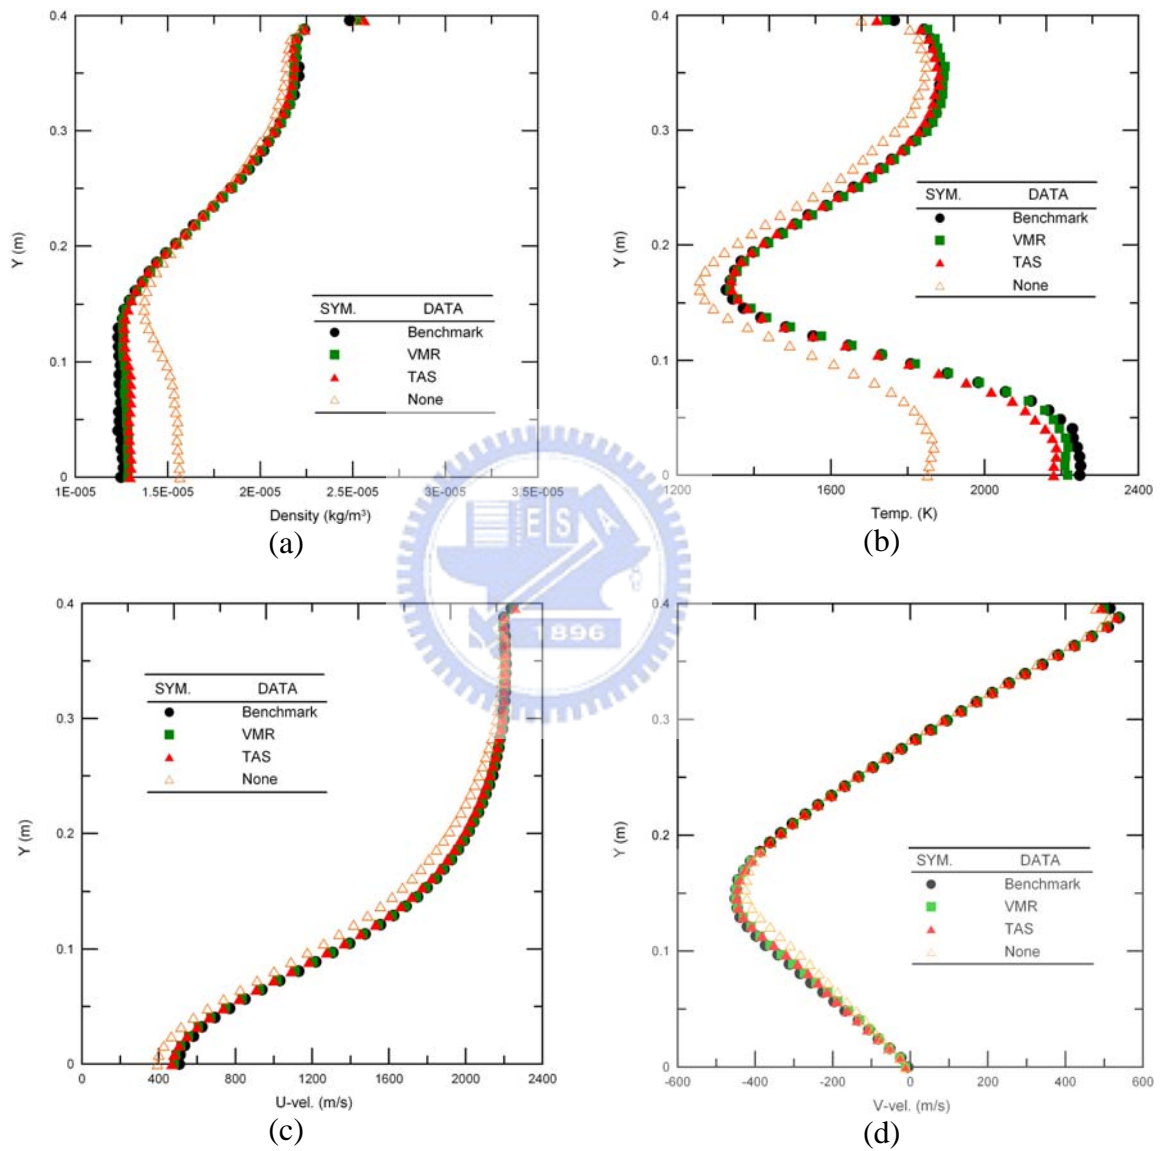 0.4
0.3
0.2
0.1
0
Y (m)
1E-005
1.5E-005
2E-005
2.5E-005
3E-005
3.5E-005
Density (kg/m³)
SYM. DATA
Benchmark
VMR
TAS
None
(a)
0.4
0.3
0.2
0.1
0
Y (m)
1200
1600
2000
2400
Temp. (K)
SYM. DATA
Benchmark
VMR
TAS
None
(b)
E S A
1896
0.4
0.3
0.2
0.1
0
Y (m)
0
400
800
1200
1600
2000
2400
U-vel. (m/s)
SYM. DATA
Benchmark
VMR
TAS
None
(c)
0.4
0.3
0.2
0.1
0
Y (m)
-600
-400
-200
0
200
400
600
V-vel. (m/s)
SYM. DATA
Benchmark
VMR
TAS
None
(d)